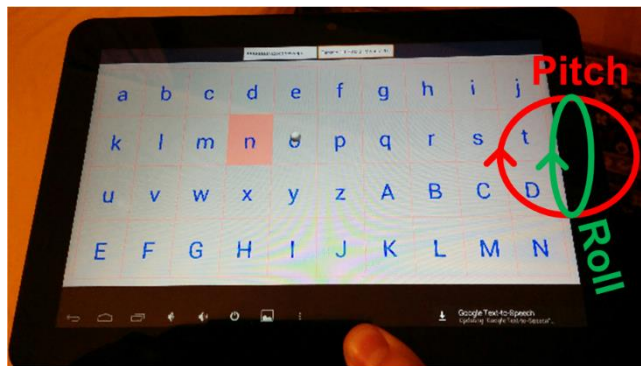 a b c d e f g h i j
Pitch
k l m n o p q r s t
u v w x y z A B C D
E F G H I J K L M N
Roll
Google Text-to-Speech